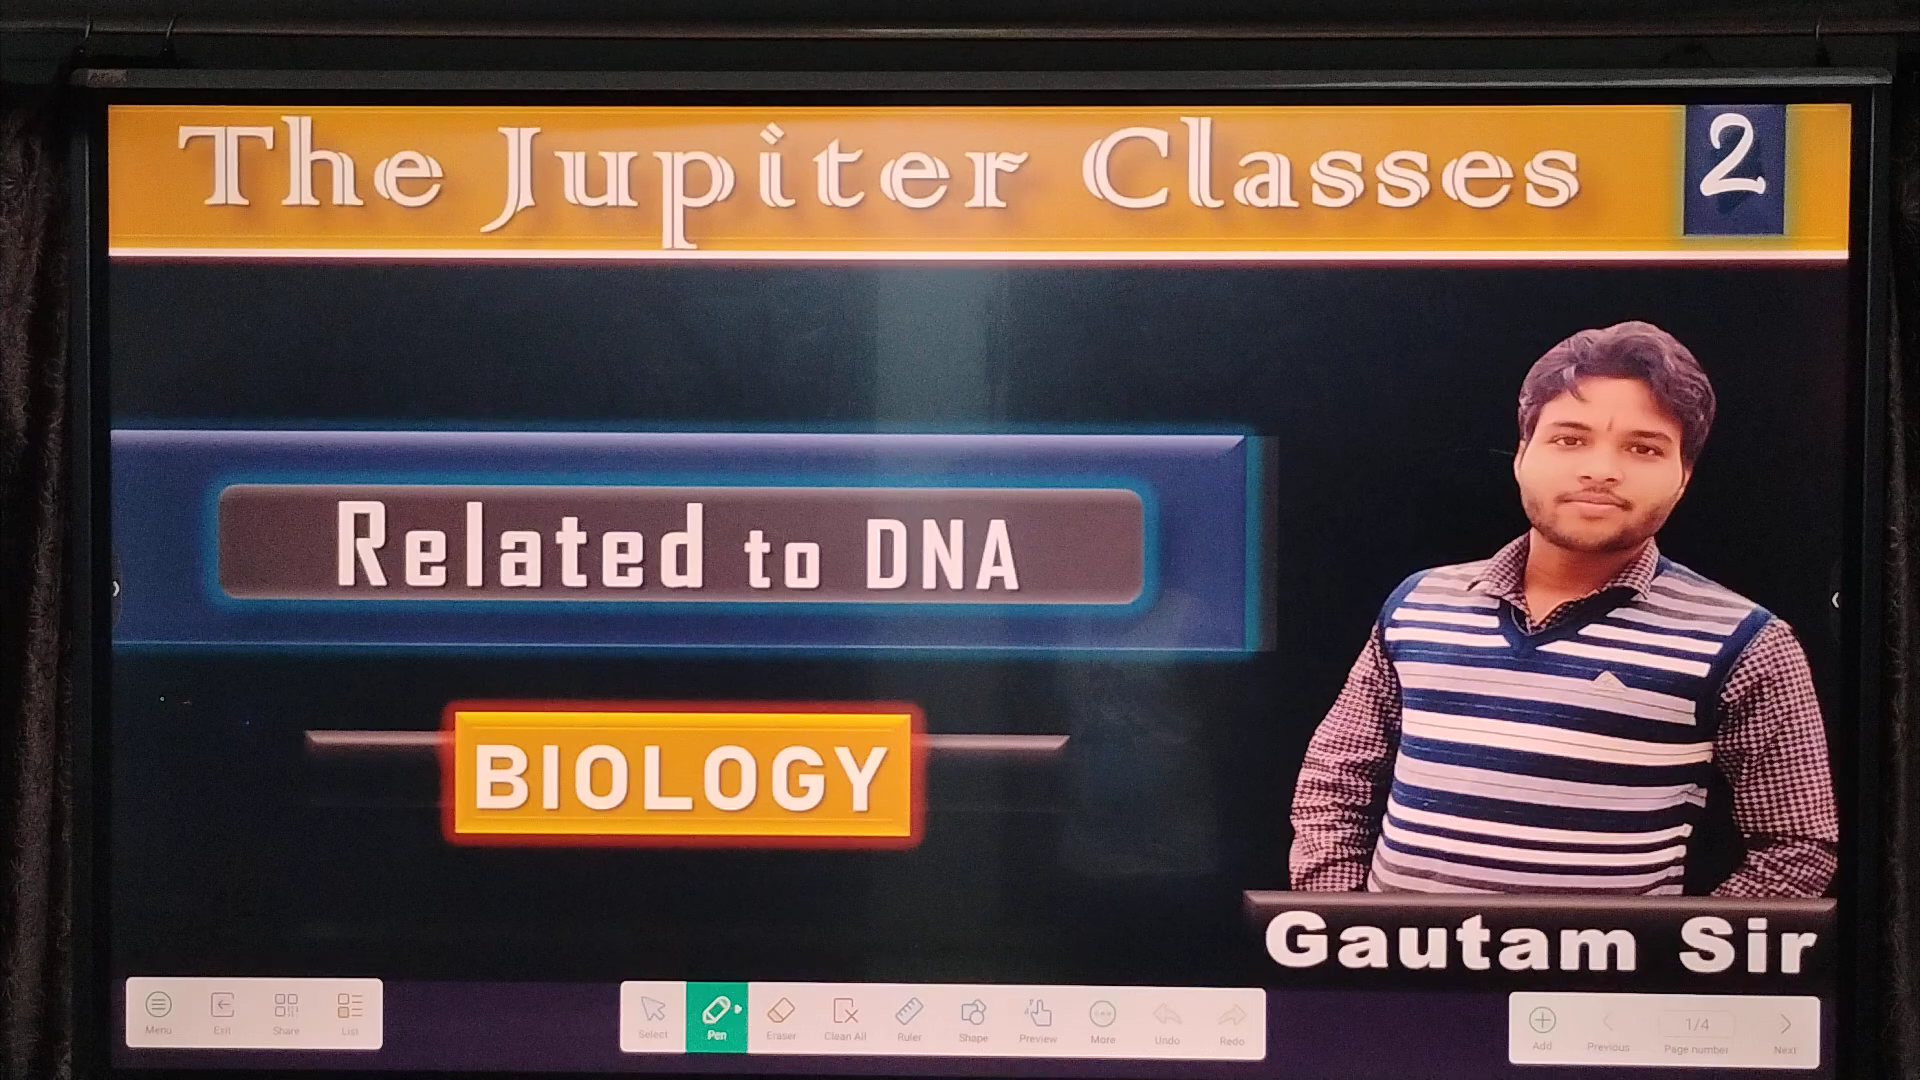 The Jupiter Classes 2
Related to DNA
BIOLOGY
Gautam Sir
Menu Exit Share List
Select Pen Eraser Clean All Ruler Shape Preview More Undo Redo
Add Previous 1/4 Page number Next